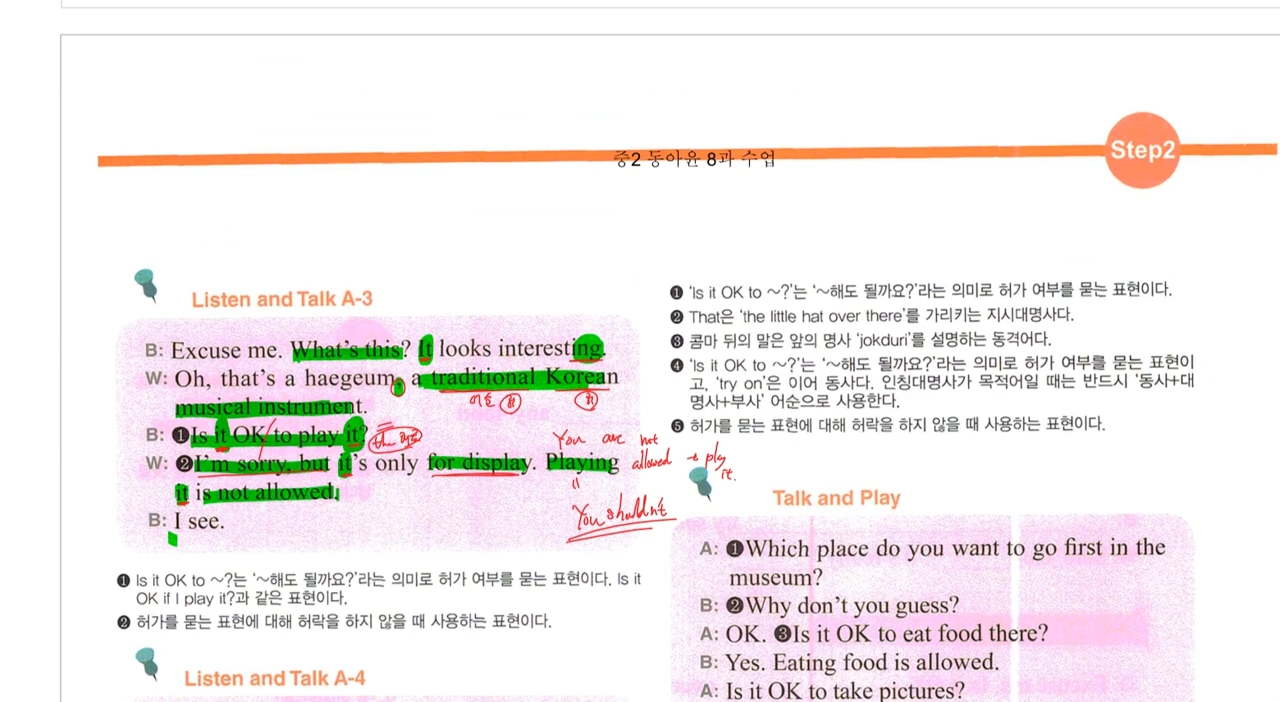 중2 동아윤 8과 수업
Step2
Listen and Talk A-3
B: Excuse me. What's this? It looks interesting.
W: Oh, that's a haegeum, a traditional Korean
musical instrument.
B: ❶Is it OK to play it?
W: ❷I'm sorry, but it's only for display. Playing
it is not allowed.
B: I see.
You are not
allowed to play
it.
You shouldn't
❶ Is it OK to ～?는 '～해도 될까요?'라는 의미로 허가 여부를 묻는 표현이다. Is it
OK if I play it?과 같은 표현이다.
❷ 허가를 묻는 표현에 대해 허락을 하지 않을 때 사용하는 표현이다.
Listen and Talk A-4
❶ 'Is it OK to ～?'는 '～해도 될까요?'라는 의미로 허가 여부를 묻는 표현이다.
❷ That은 'the little hat over there'를 가리키는 지시대명사다.
❸ 콤마 뒤의 말은 앞의 명사 'jokduri'를 설명하는 동격어다.
❹ 'Is it OK to ～?'는 '～해도 될까요?'라는 의미로 허가 여부를 묻는 표현이
고, 'try on'은 이어 동사다. 인칭대명사가 목적어일 때는 반드시 '동사+대
명사+부사' 어순으로 사용한다.
❺ 허가를 묻는 표현에 대해 허락을 하지 않을 때 사용하는 표현이다.
Talk and Play
A: ❶Which place do you want to go first in the
museum?
B: ❷Why don't you guess?
A: OK. ❸Is it OK to eat food there?
B: Yes. Eating food is allowed.
A: Is it OK to take pictures?